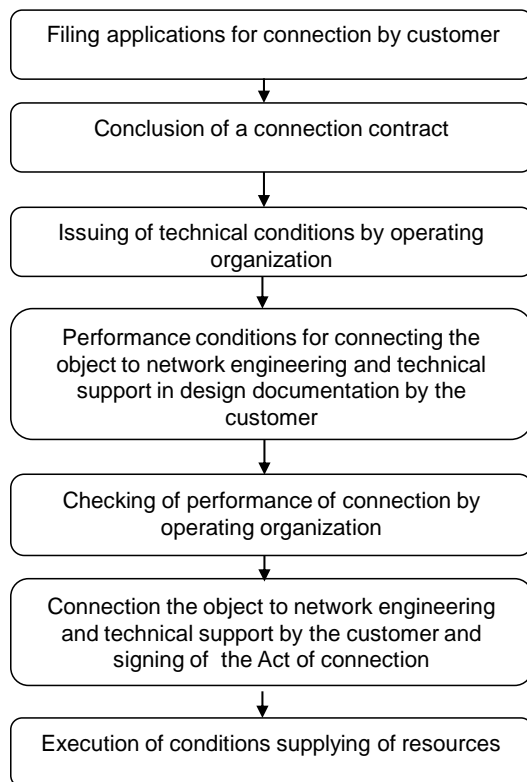 Filing applications for connection by customer
Conclusion of a connection contract
Issuing of technical conditions by operating
organization
Performance conditions for connecting the
object to network engineering and technical
support in design documentation by the
customer
Checking of performance of connection by
operating organization
Connection the object to network engineering
and technical support by the customer and
signing of the Act of connection
Execution of conditions supplying of resources